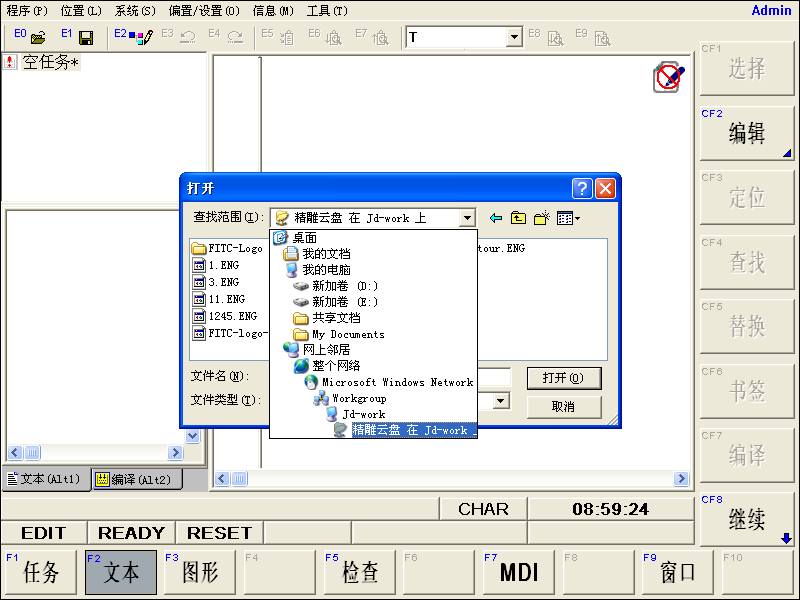 程序(P) 位置(L) 系统(S) 偏置/设置(O) 信息(M) 工具(T) Admin
E0 E1 E2 E3 E4 E5 E6 E7 T E8 E9
空任务*
CF1 选择
CF2 编辑
CF3 定位
CF4 查找
CF5 替换
CF6 书签
CF7 编译
CF8 继续
打开
查找范围(I): 精雕云盘 在 Jd-work 上
FITC-Logo
tour.ENG
1.ENG
3.ENG
11.ENG
1245.ENG
FITC-logo-
桌面
我的文档
我的电脑
新加卷 (D:)
新加卷 (E:)
共享文档
My Documents
网上邻居
整个网络
Microsoft Windows Network
Workgroup
Jd-work
精雕云盘 在 Jd-work
文件名(N): 打开(O)
文件类型(T): 取消
文本(Alt1) 编译(Alt2)
CHAR 08:59:24
EDIT READY RESET
F1 任务 F2 文本 F3 图形 F4 F5 检查 F6 F7 MDI F8 F9 窗口 F10